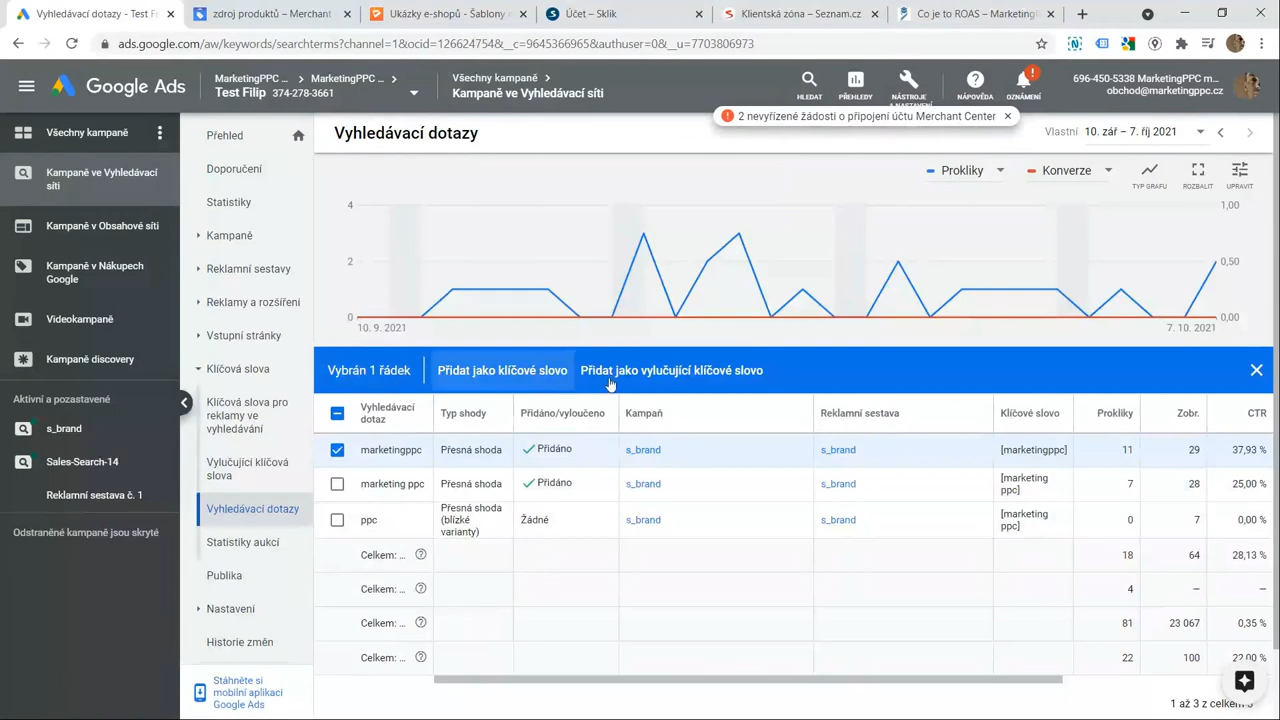 Vyhledávací dotazy - Test Filip
zdroj produktů – Merchant
Ukázky e-shopů - Šablony
Účet – Sklik
Klientská zóna – Seznam.cz
Co je to ROAS – Marketing
ads.google.com/aw/keywords/searchterms?channel=1&ocid=126624754&__c=96453669658&authuser=0&__u=7703806973
Google Ads
MarketingPPC ...
MarketingPPC ...
Test Filip 374-278-3661
Všechny kampaně
Kampaně ve Vyhledávací síti
HLEDAT
PŘEHLEDY
NÁSTROJE
NÁPOVĚDA
OZNÁMENÍ
696-450-5338 MarketingPPC m...
obchod@marketingppc.cz
2 nevyřízené žádosti o připojení účtu Merchant Center
Všechny kampaně
Kampaně ve Vyhledávací
síti
Kampaně v Obsahové síti
Kampaně v Nákupech
Google
Videokampaně
Kampaně discovery
Aktivní a pozastavené
s_brand
Sales-Search-14
Reklamní sestava č. 1
Odstraněné kampaně jsou skryté
Přehled
Doporučení
Statistiky
Kampaně
Reklamní sestavy
Reklamy a rozšíření
Vstupní stránky
Klíčová slova
Klíčová slova pro
reklamy ve
vyhledávání
Vylučující klíčová
slova
Vyhledávací dotazy
Statistiky aukcí
Publika
Nastavení
Historie změn
Stáhněte si
mobilní aplikaci
Google Ads
Vyhledávací dotazy
Vlastní 10. zář – 7. říj 2021
Prokliky
Konverze
TYP GRAFU
ROZBALIT
UPRAVIT
4
2
0
1,00
0,50
0,00
10. 9. 2021
7. 10. 2021
Vybrán 1 řádek
Přidat jako klíčové slovo
Přidat jako vylučující klíčové slovo
Vyhledávací
dotaz
Typ shody
Přidáno/vyloučeno
Kampaň
Reklamní sestava
Klíčové slovo
Prokliky
Zobr.
CTR
marketingppc
Přesná shoda
Přidáno
s_brand
s_brand
[marketingppc]
11
29
37,93 %
marketing ppc
Přesná shoda
Přidáno
s_brand
s_brand
[marketing
ppc]
7
28
25,00 %
ppc
Přesná shoda
(blízké
varianty)
Žádné
s_brand
s_brand
[marketing
ppc]
0
7
0,00 %
Celkem: ...
18
64
28,13 %
Celkem: ...
4
–
–
Celkem: ...
81
23 067
0,35 %
Celkem: ...
22
100
22,00 %
1 až 3 z celkem